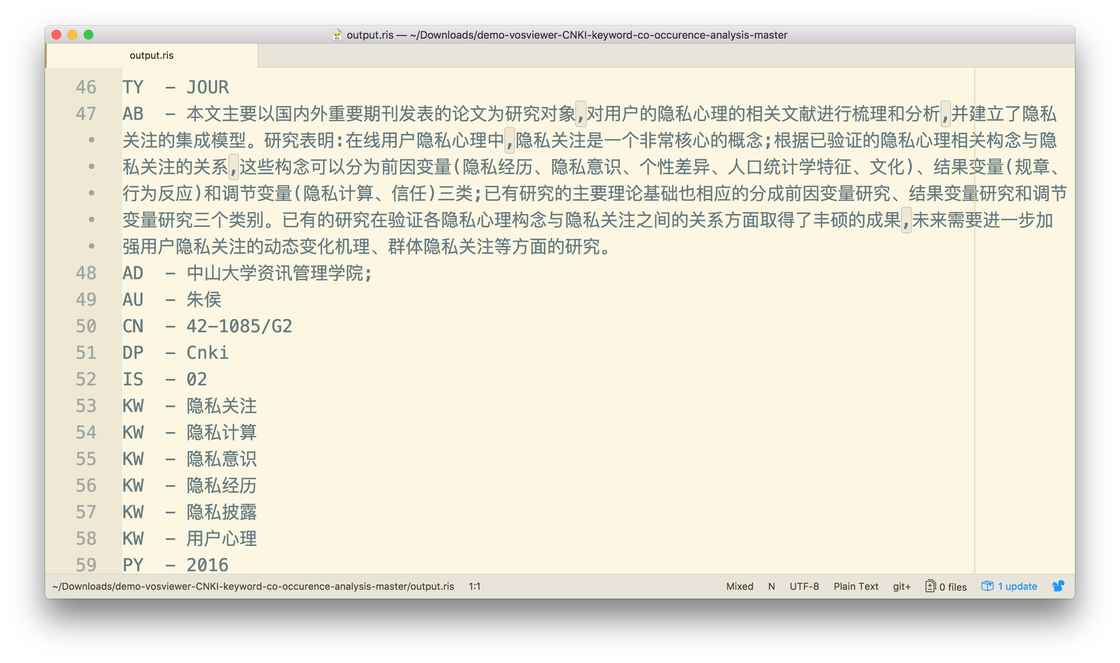 output.ris — ~/Downloads/demo-vosviewer-CNKI-keyword-co-occurence-analysis-master
output.ris
46 TY - JOUR
47 AB - 本文主要以国内外重要期刊发表的论文为研究对象,对用户的隐私心理的相关文献进行梳理和分析,并建立了隐私
关注的集成模型。研究表明:在线用户隐私心理中,隐私关注是一个非常核心的概念;根据已验证的隐私心理相关构念与隐
私关注的关系,这些构念可以分为前因变量(隐私经历、隐私意识、个性差异、人口统计学特征、文化)、结果变量(规章、
行为反应)和调节变量(隐私计算、信任)三类;已有研究的主要理论基础也相应的分成前因变量研究、结果变量研究和调节
变量研究三个类别。已有的研究在验证各隐私心理构念与隐私关注之间的关系方面取得了丰硕的成果,未来需要进一步加
强用户隐私关注的动态变化机理、群体隐私关注等方面的研究。
48 AD - 中山大学资讯管理学院;
49 AU - 朱侯
50 CN - 42-1085/G2
51 DP - Cnki
52 IS - 02
53 KW - 隐私关注
54 KW - 隐私计算
55 KW - 隐私意识
56 KW - 隐私经历
57 KW - 隐私披露
58 KW - 用户心理
59 PY - 2016
~/Downloads/demo-vosviewer-CNKI-keyword-co-occurence-analysis-master/output.ris 1:1 Mixed N UTF-8 Plain Text git+ 0 files 1 update